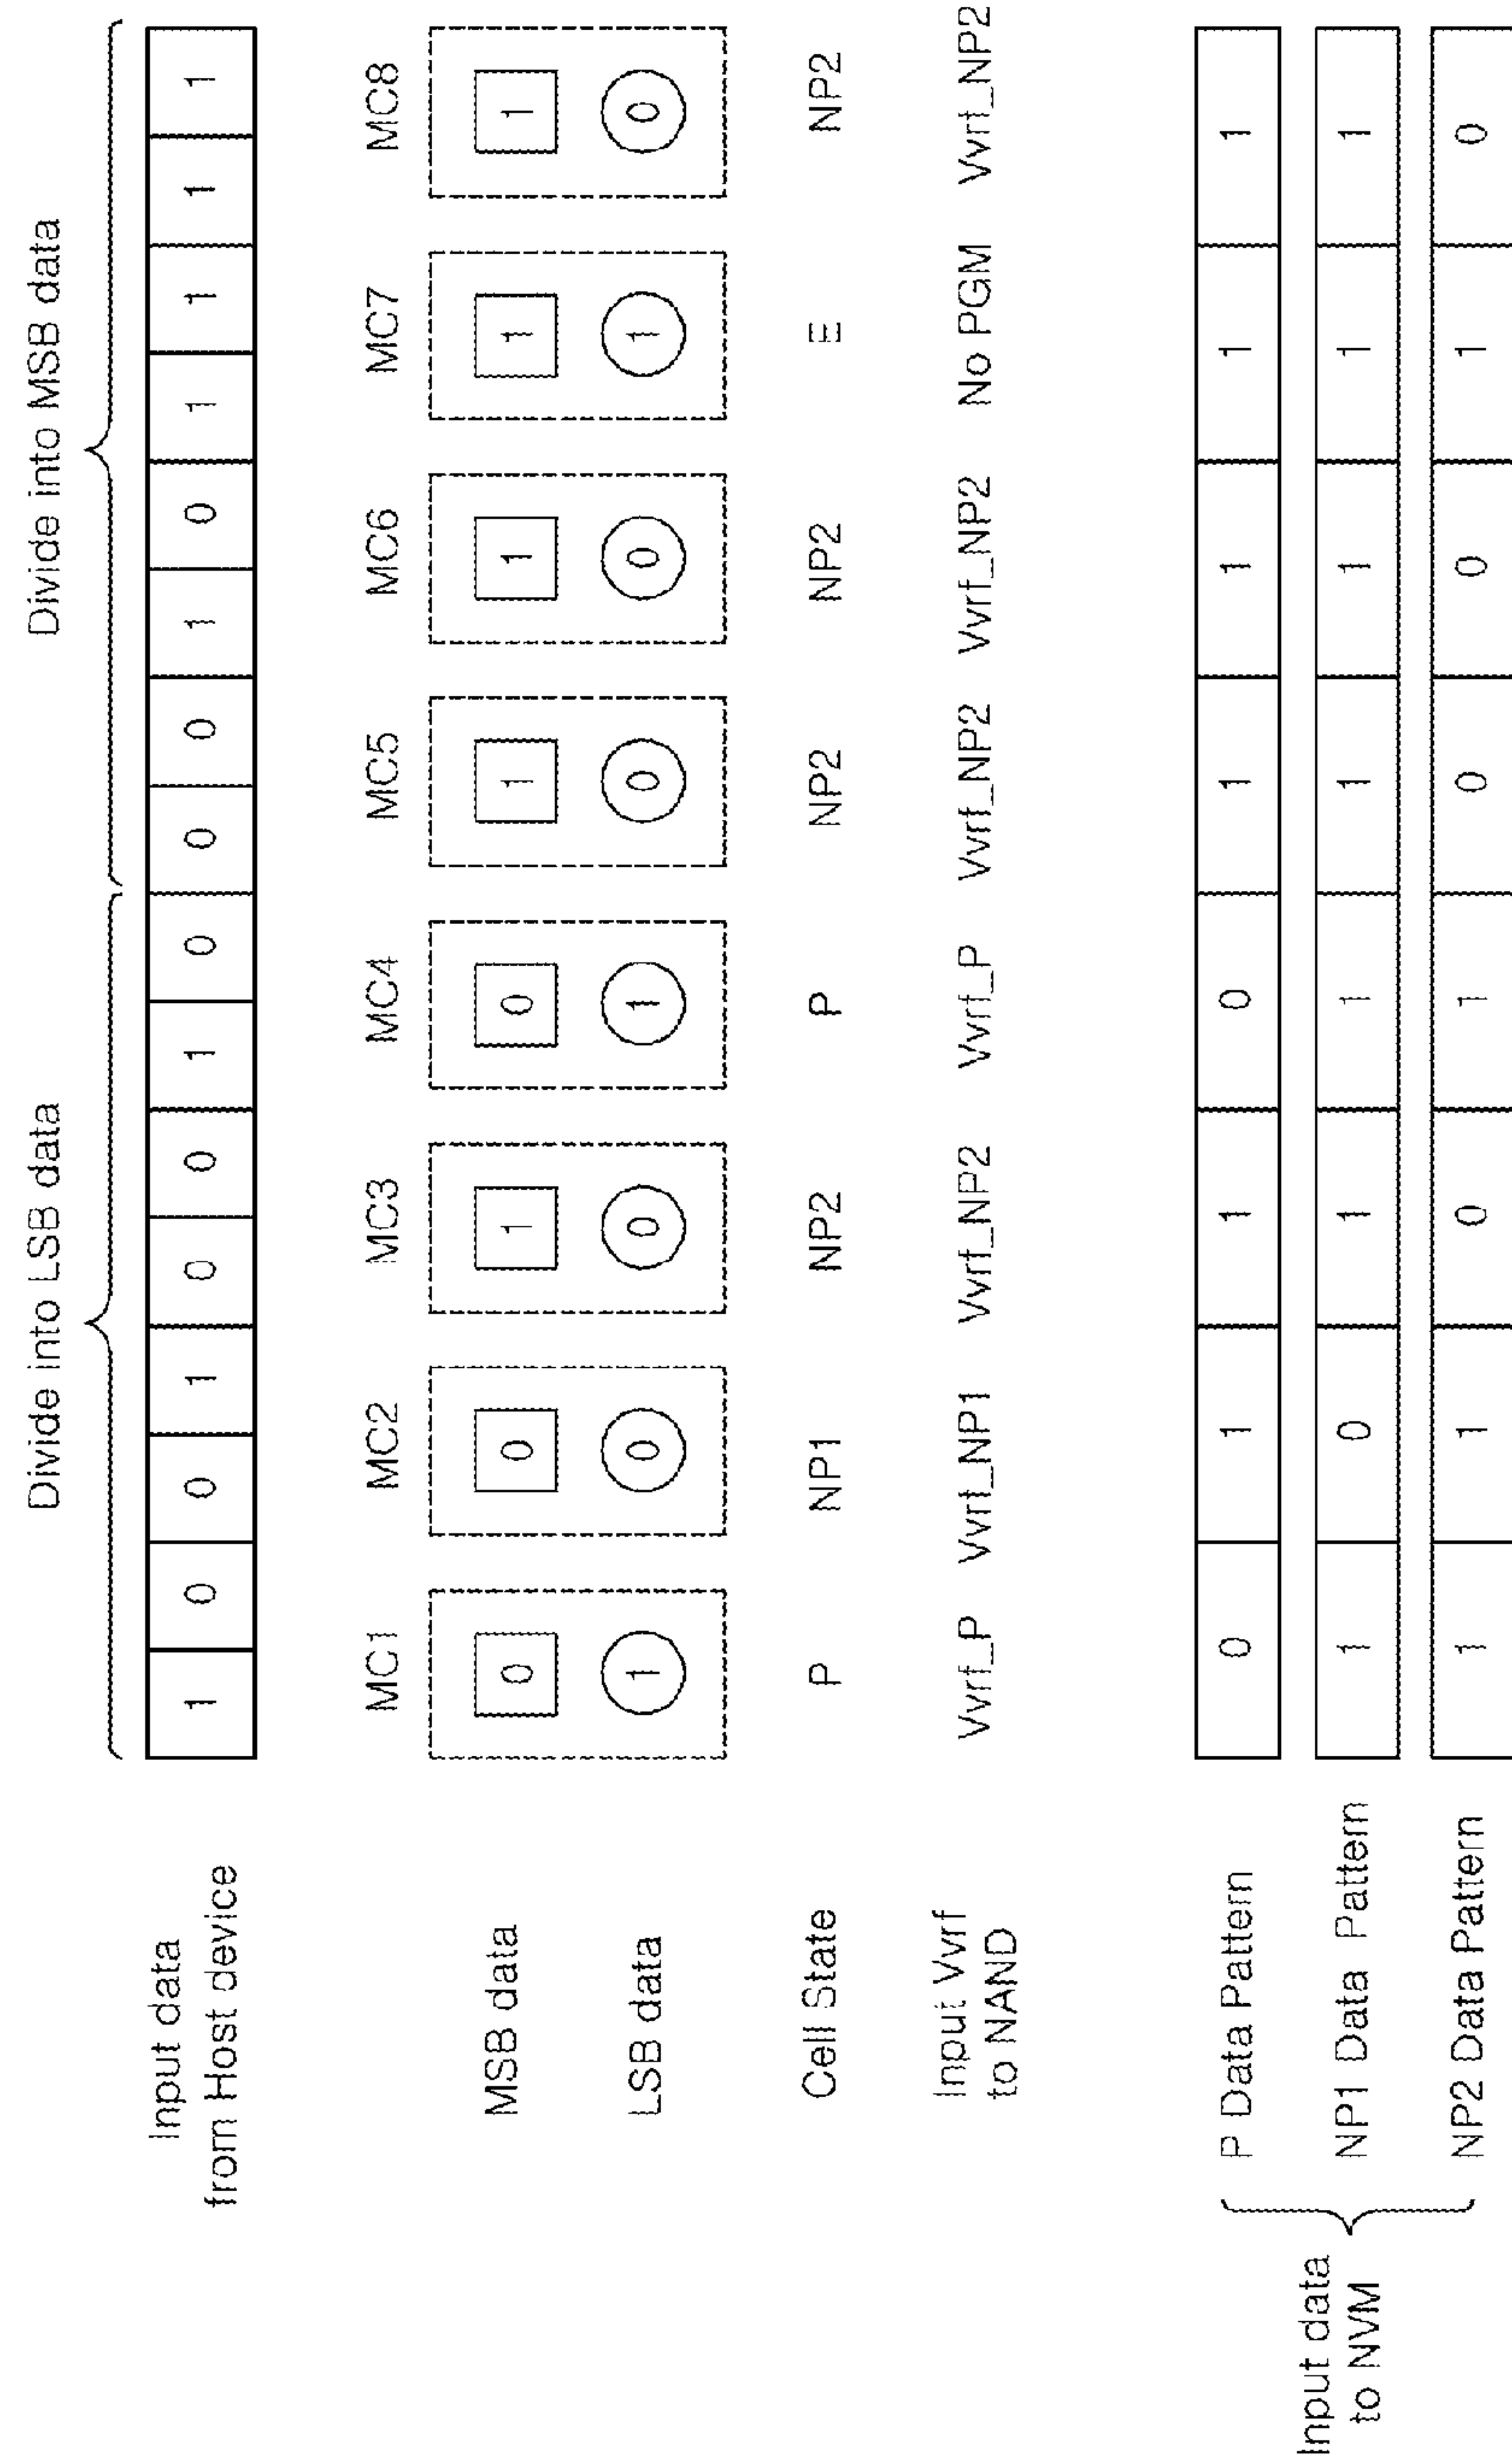 Divide into LSB data
Divide into MSB data
Input data
from Host device
1 0 0 1 0 0 1 0 0 0 1 0 1 1 1 1
MC1 MC2 MC3 MC4 MC5 MC6 MC7 MC8
MSB data 0 0 1 0 1 1 1 1
LSB data 1 0 0 1 0 0 1 0
Cell State P NP1 NP2 P NP2 NP2 E NP2
Input Vvrf
to NAND
Vvrf_P Vvrf_NP1 Vvrf_NP2 Vvrf_P Vvrf_NP2 Vvrf_NP2 No PGM Vvrf_NP2
Input data
to NVM
P Data Pattern 0 1 1 0 1 1 1 1
NP1 Data Pattern 1 0 1 1 1 1 1 1
NP2 Data Pattern 1 1 0 1 0 0 1 0